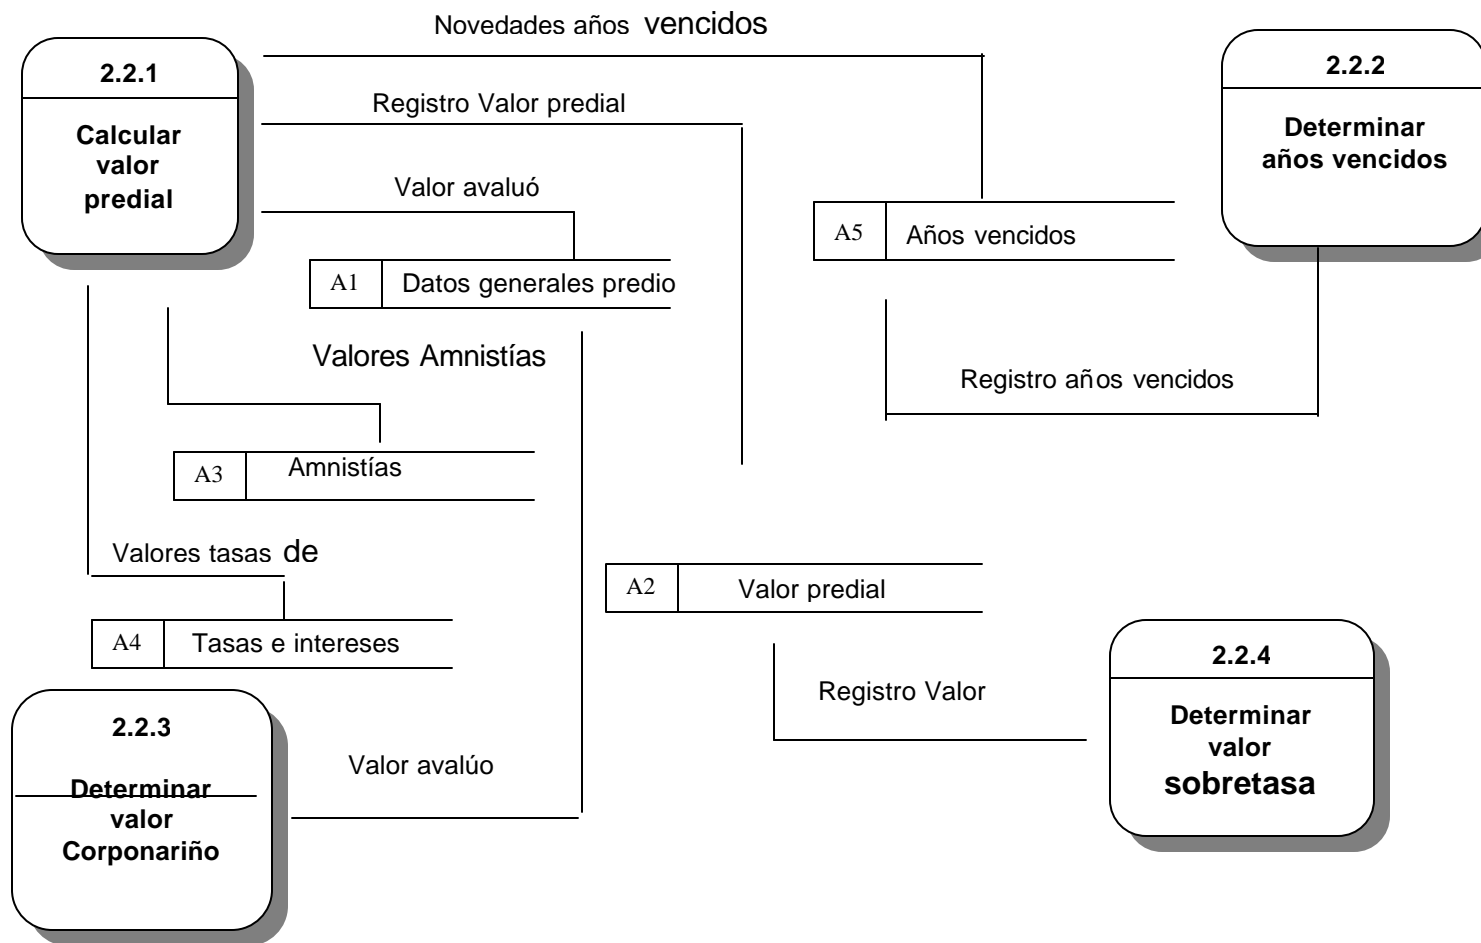 Novedades años vencidos
2.2.1
Calcular
valor
predial
Registro Valor predial
Valor avaluó
A1 Datos generales predio
2.2.2
Determinar
años vencidos
A5 Años vencidos
Registro años vencidos
Valores Amnistías
A3 Amnistías
Valores tasas de
A4 Tasas e intereses
A2 Valor predial
Registro Valor
2.2.3
Determinar
valor
Corponariño
Valor avalúo
2.2.4
Determinar
valor
sobretasa